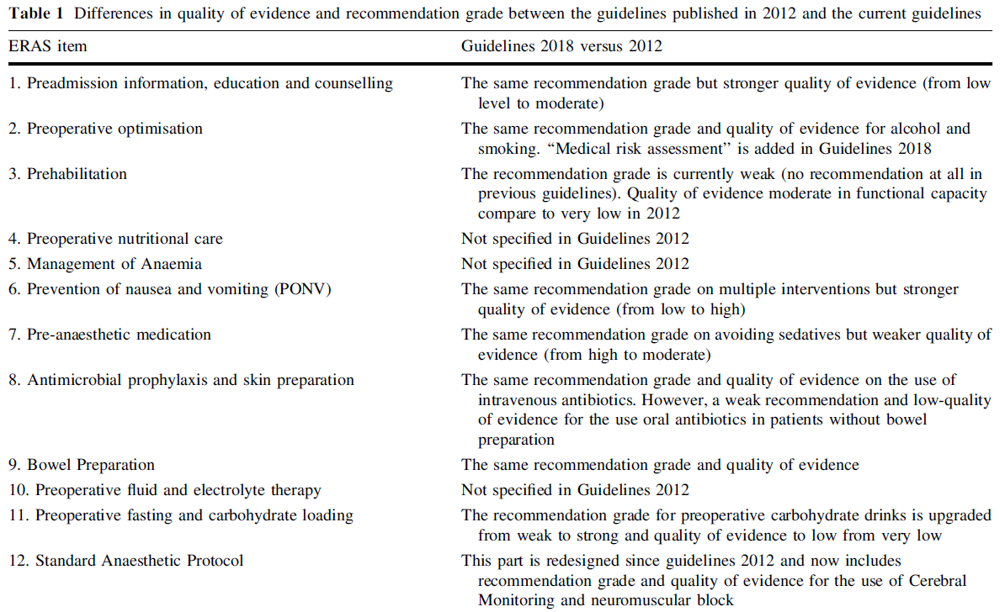 Table 1 Differences in quality of evidence and recommendation grade between the guidelines published in 2012 and the current guidelines
ERAS item Guidelines 2018 versus 2012
1. Preadmission information, education and counselling The same recommendation grade but stronger quality of evidence (from low
level to moderate)
2. Preoperative optimisation The same recommendation grade and quality of evidence for alcohol and
smoking. “Medical risk assessment’’ is added in Guidelines 2018
3. Prehabilitation The recommendation grade is currently weak (no recommendation at all in
previous guidelines). Quality of evidence moderate in functional capacity
compare to very low in 2012
4. Preoperative nutritional care Not specified in Guidelines 2012
5. Management of Anaemia Not specified in Guidelines 2012
6. Prevention of nausea and vomiting (PONV) The same recommendation grade on multiple interventions but stronger
quality of evidence (from low to high)
7. Pre-anaesthetic medication The same recommendation grade on avoiding sedatives but weaker quality of
evidence (from high to moderate)
8. Antimicrobial prophylaxis and skin preparation The same recommendation grade and quality of evidence on the use of
intravenous antibiotics. However, a weak recommendation and low-quality
of evidence for the use oral antibiotics in patients without bowel
preparation
9. Bowel Preparation The same recommendation grade and quality of evidence
10. Preoperative fluid and electrolyte therapy Not specified in Guidelines 2012
11. Preoperative fasting and carbohydrate loading The recommendation grade for preoperative carbohydrate drinks is upgraded
from weak to strong and quality of evidence to low from very low
12. Standard Anaesthetic Protocol This part is redesigned since guidelines 2012 and now includes
recommendation grade and quality of evidence for the use of Cerebral
Monitoring and neuromuscular block